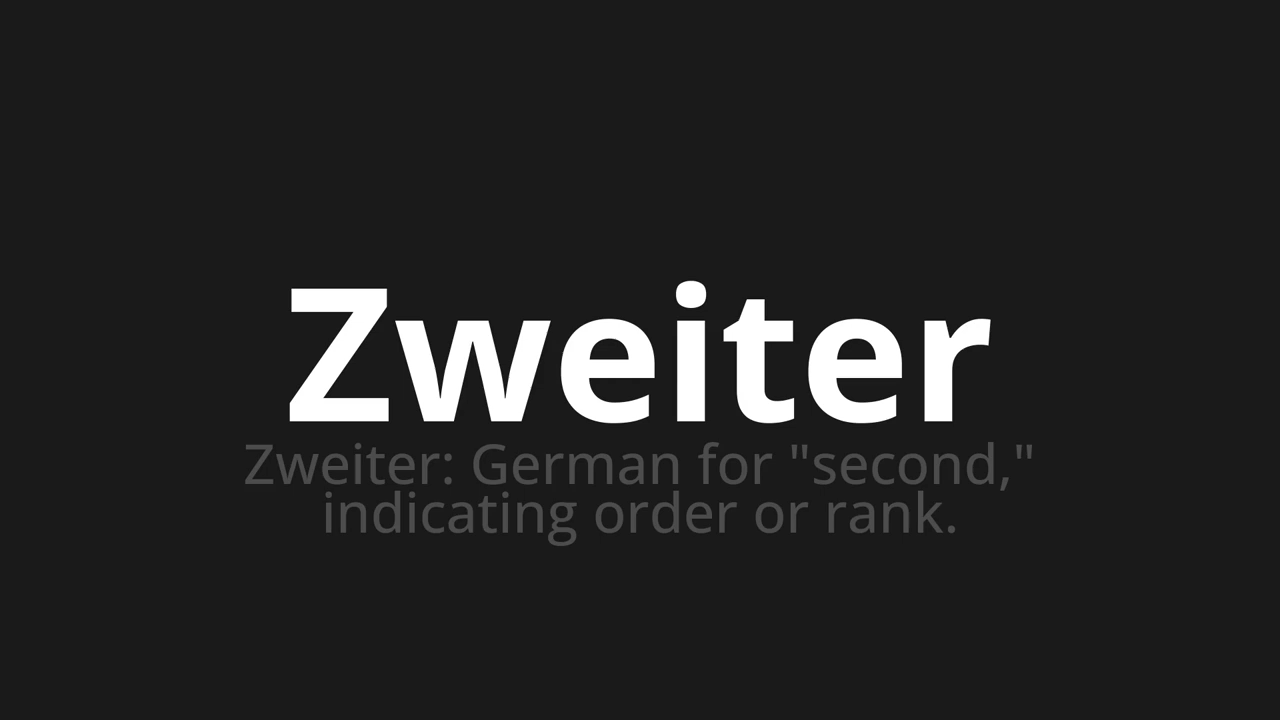 Zweiter
Zweiter: German for "second,"
indicating order or rank.